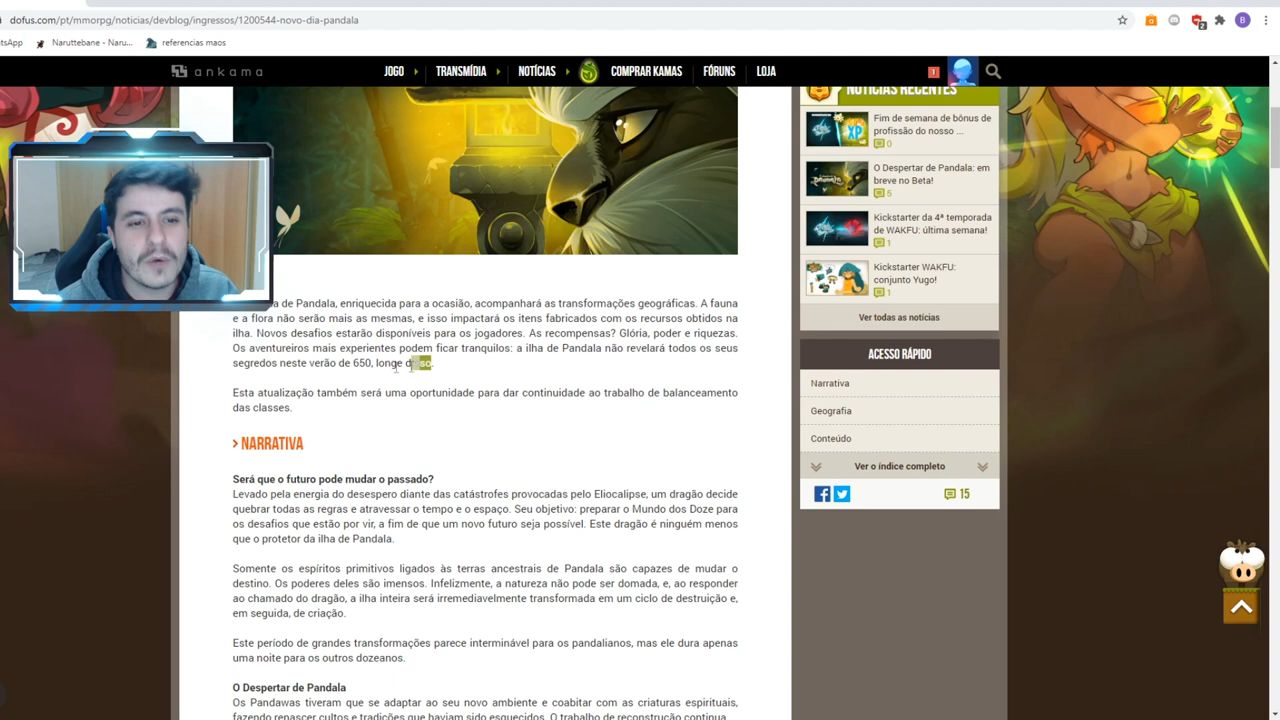 dofus.com/pt/mmorpg/noticias/devblog/ingressos/1200544-novo-dia-pandala
2
B
tsApp
Naruttebane - Naru...
referencias maos
ankama
JOGO
TRANSMÍDIA
NOTÍCIAS
COMPRAR KAMAS
FÓRUNS
LOJA
1
NOTÍCIAS RECENTES
XP
Fim de semana de bónus de
profissão do nosso ...
0
O Despertar de Pandala: em
breve no Beta!
5
Kickstarter da 4ª temporada
de WAKFU: última semana!
1
Kickstarter WAKFU:
conjunto Yugo!
1
Ver todas as notícias
ACESSO RÁPIDO
Narrativa
Geografia
Conteúdo
Ver o índice completo
15
a de Pandala, enriquecida para a ocasião, acompanhará as transformações geográficas. A fauna
e a flora não serão mais as mesmas, e isso impactará os itens fabricados com os recursos obtidos na
ilha. Novos desafios estarão disponíveis para os jogadores. As recompensas? Glória, poder e riquezas.
Os aventureiros mais experientes podem ficar tranquilos: a ilha de Pandala não revelará todos os seus
segredos neste verão de 650, longe disso.
Esta atualização também será uma oportunidade para dar continuidade ao trabalho de balanceamento
das classes.
> NARRATIVA
Será que o futuro pode mudar o passado?
Levado pela energia do desespero diante das catástrofes provocadas pelo Eliocalipse, um dragão decide
quebrar todas as regras e atravessar o tempo e o espaço. Seu objetivo: preparar o Mundo dos Doze para
os desafios que estão por vir, a fim de que um novo futuro seja possível. Este dragão é ninguém menos
que o protetor da ilha de Pandala.
Somente os espíritos primitivos ligados às terras ancestrais de Pandala são capazes de mudar o
destino. Os poderes deles são imensos. Infelizmente, a natureza não pode ser domada, e, ao responder
ao chamado do dragão, a ilha inteira será irremediavelmente transformada em um ciclo de destruição e,
em seguida, de criação.
Este período de grandes transformações parece interminável para os pandalianos, mas ele dura apenas
uma noite para os outros dozeanos.
O Despertar de Pandala
Os Pandawas tiveram que se adaptar ao seu novo ambiente e coabitar com as criaturas espirituais,
fazendo renascer cultos e tradições que haviam sido esquecidos. O trabalho de reconstrução continua